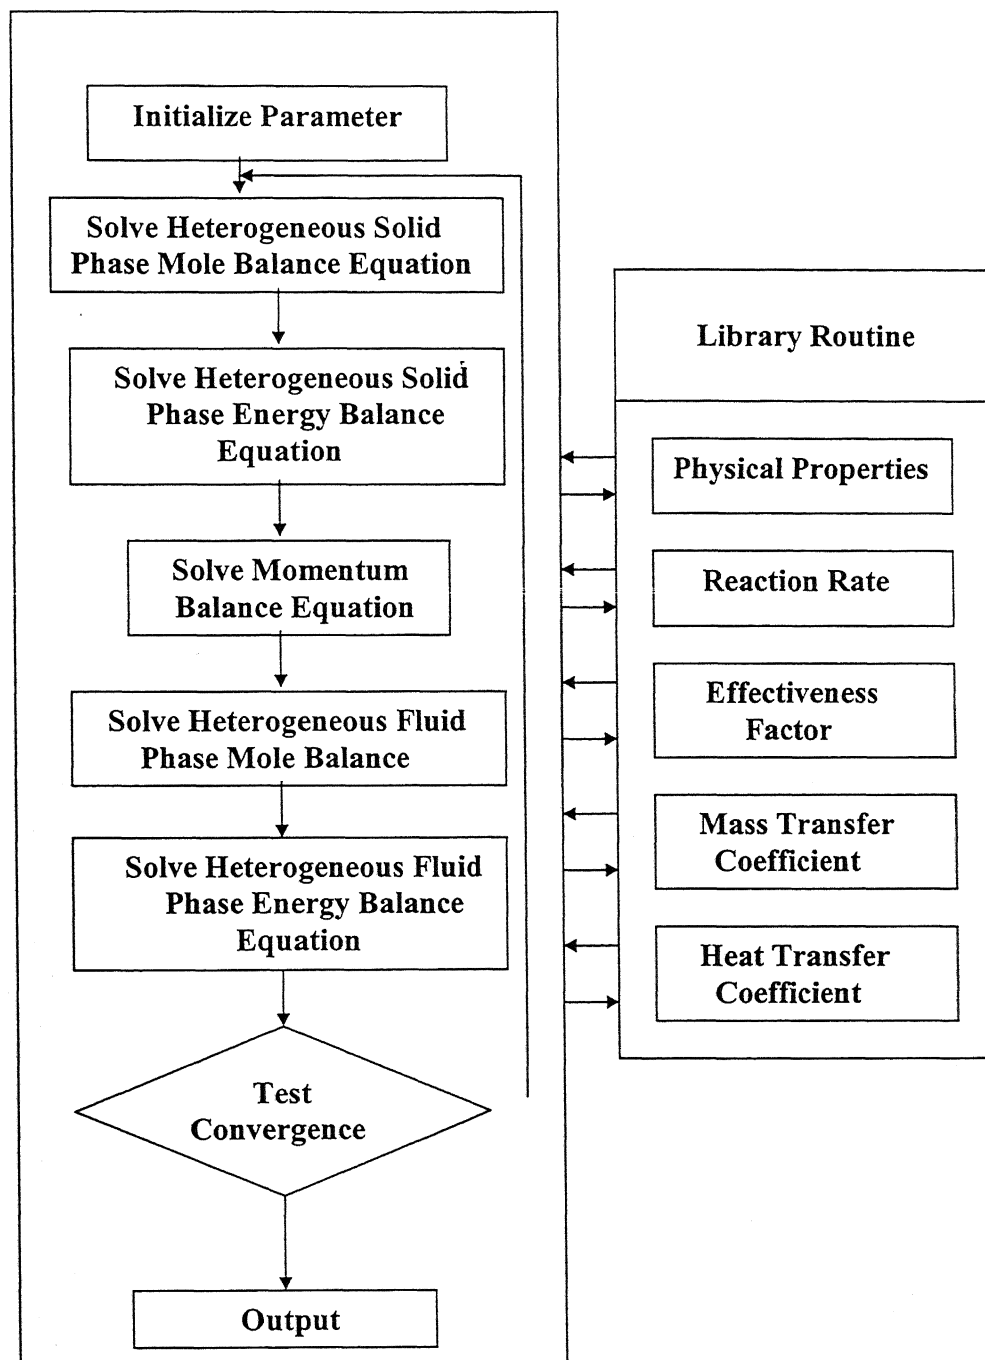 Initialize Parameter
Solve Heterogeneous Solid
Phase Mole Balance Equation
Solve Heterogeneous Solid
Phase Energy Balance
Equation
Solve Momentum
Balance Equation
Solve Heterogeneous Fluid
Phase Mole Balance
Solve Heterogeneous Fluid
Phase Energy Balance
Equation
Test
Convergence
Output
Library Routine
Physical Properties
Reaction Rate
Effectiveness
Factor
Mass Transfer
Coefficient
Heat Transfer
Coefficient